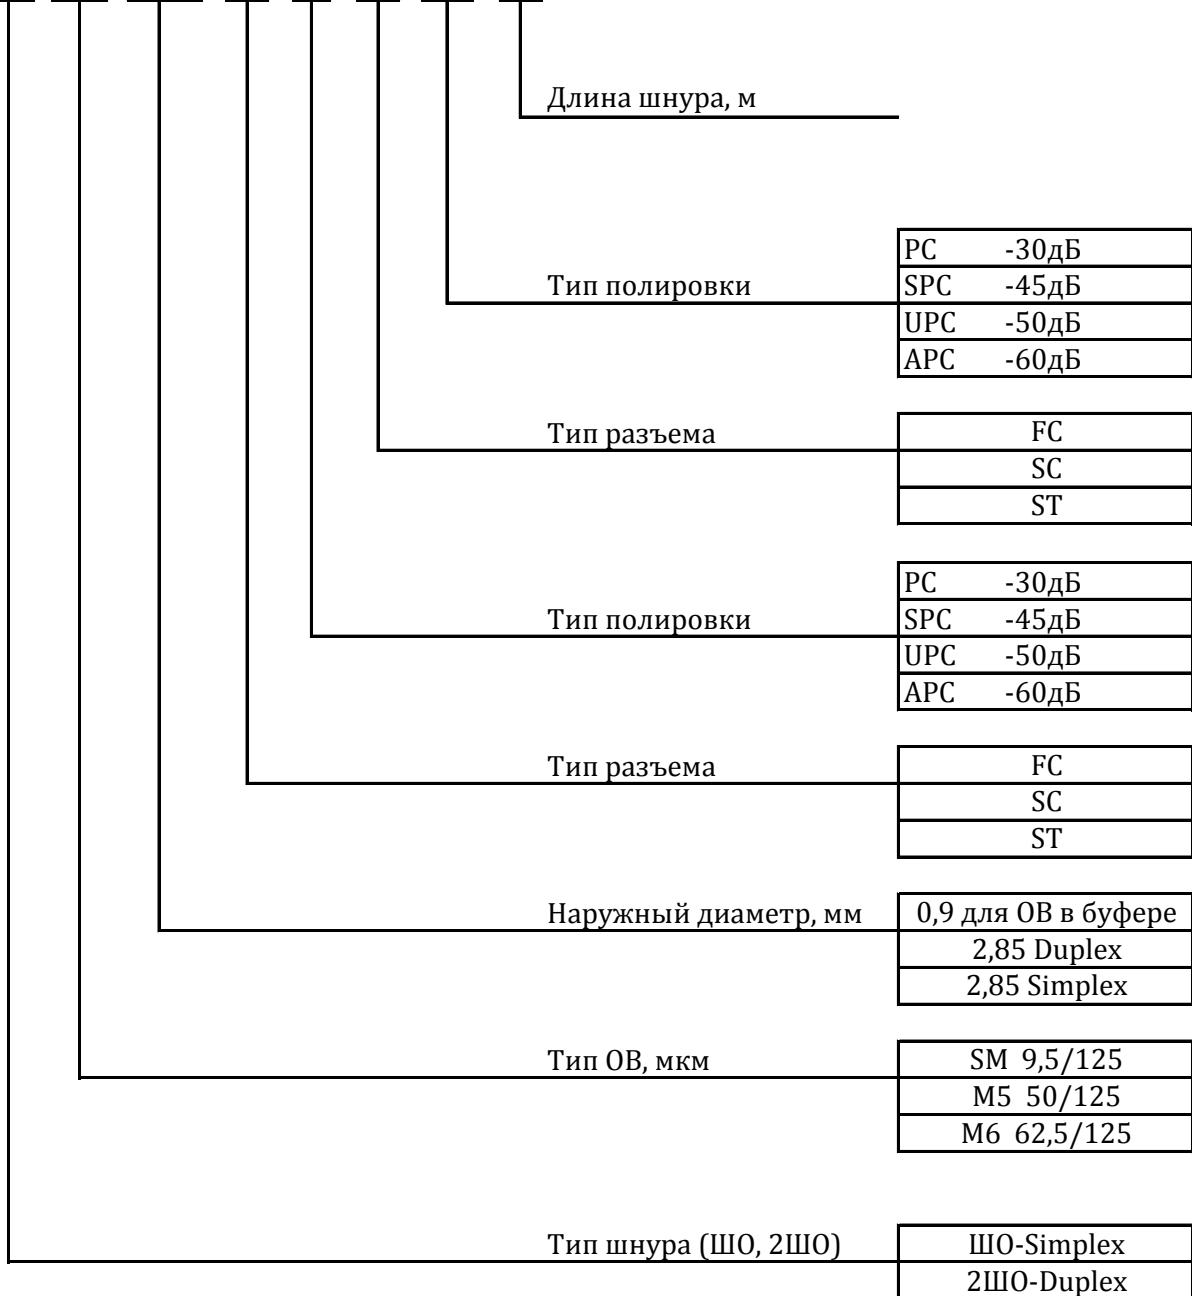 Длина шнура, м
PC -30дБ
Тип полировки SPC -45дБ
UPC -50дБ
APC -60дБ
Тип разъема FC
SC
ST
PC -30дБ
Тип полировки SPC -45дБ
UPC -50дБ
APC -60дБ
Тип разъема FC
SC
ST
Наружный диаметр, мм 0,9 для ОВ в буфере
2,85 Duplex
2,85 Simplex
Тип ОВ, мкм SM 9,5/125
M5 50/125
M6 62,5/125
Тип шнура (ШО, 2ШО) ШО-Simplex
2ШО-Duplex